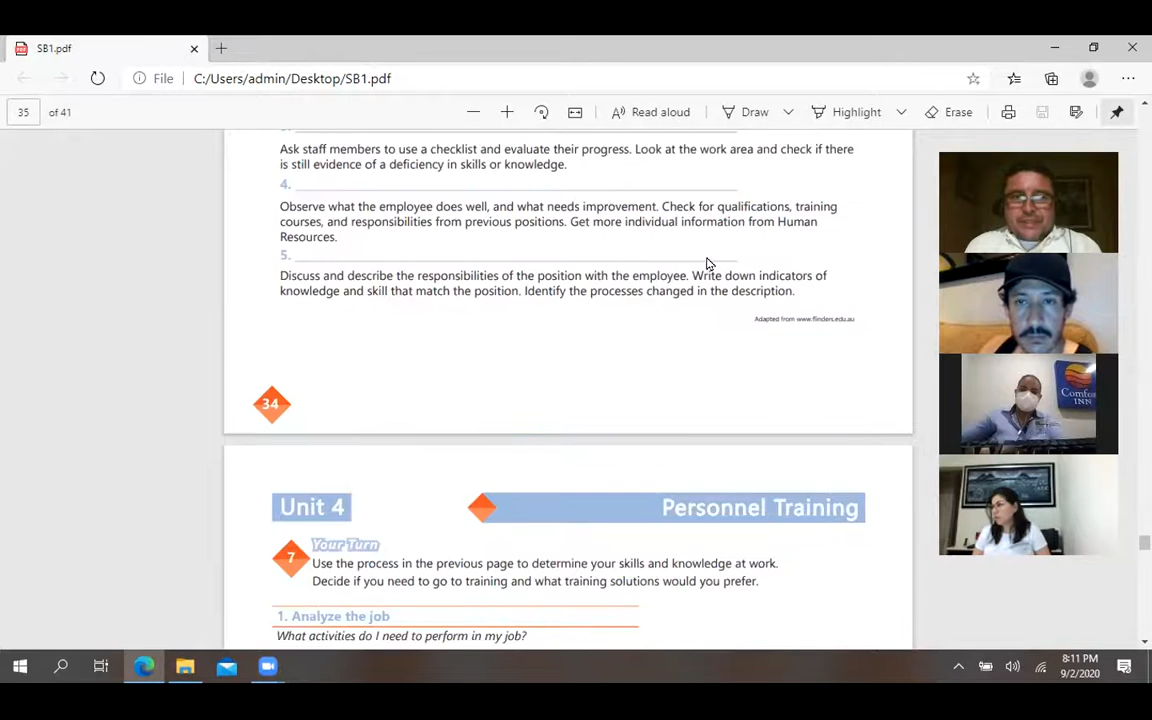 SB1.pdf
File
C:/Users/admin/Desktop/SB1.pdf
35 of 41
Read aloud
Draw
Highlight
Erase
Ask staff members to use a checklist and evaluate their progress. Look at the work area and check if there
is still evidence of a deficiency in skills or knowledge.
4.
Observe what the employee does well, and what needs improvement. Check for qualifications, training
courses, and responsibilities from previous positions. Get more individual information from Human
Resources.
5.
Discuss and describe the responsibilities of the position with the employee. Write down indicators of
knowledge and skill that match the position. Identify the processes changed in the description.
Adapted from www.flinders.edu.au
34
Unit 4
Personnel Training
7
Your Turn
Use the process in the previous page to determine your skills and knowledge at work.
Decide if you need to go to training and what training solutions would you prefer.
1. Analyze the job
What activities do I need to perform in my job?
Comfort
INN
8:11 PM
9/2/2020